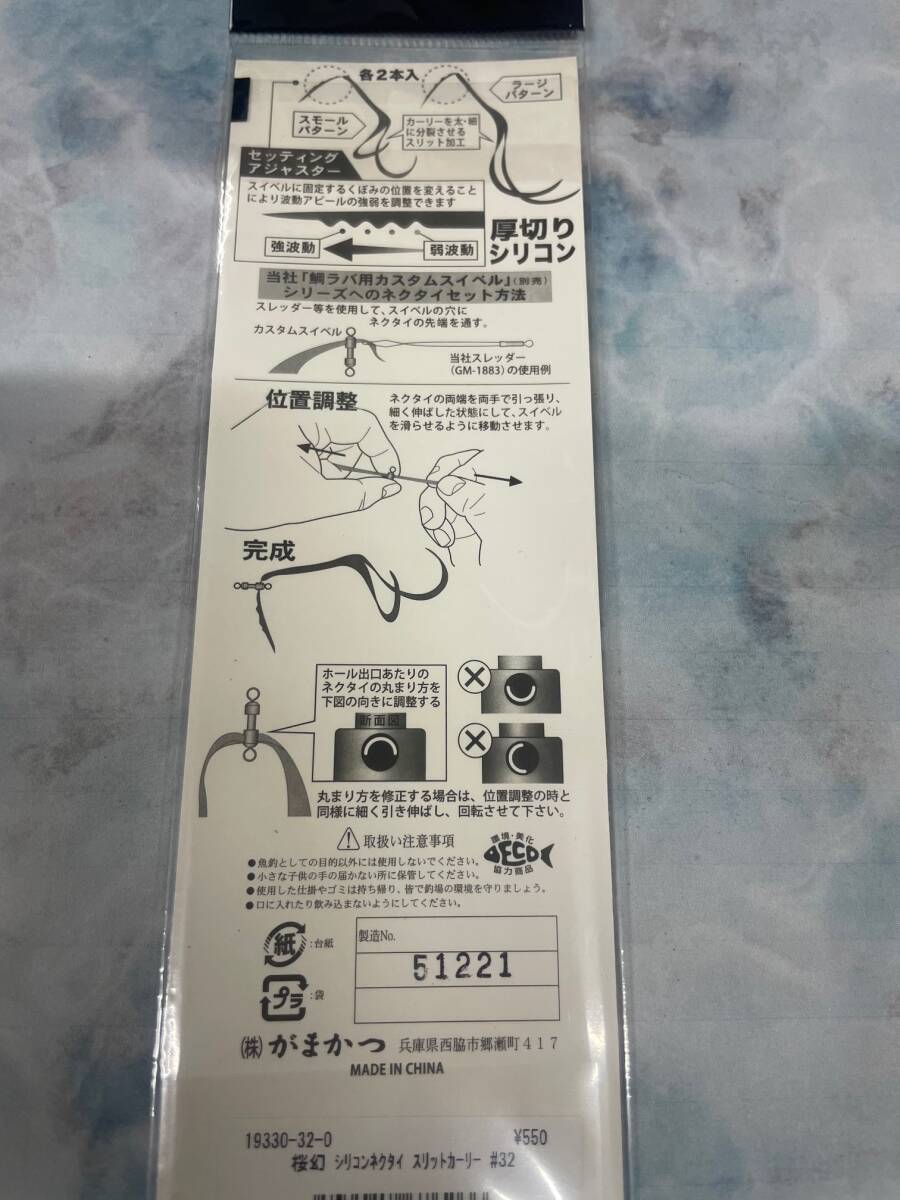 各2本入
ラージ
パターン
スモール
パターン
カーリーを太・細
に分裂させる
スリット加工
セッティング
アジャスター
スイベルに固定するくぼみの位置を変えること
により波動アピールの強弱を調整できます
強波動
弱波動
厚切り
シリコン
当社「鯛ラバ用カスタムスイベル」(別売)
シリーズへのネクタイセット方法
スレッダー等を使用して、スイベルの穴に
ネクタイの先端を通す。
カスタムスイベル
当社スレッダー
(GM-1883)の使用例
位置調整
ネクタイの両端を両手で引っ張り、
細く伸ばした状態にして、スイベル
を滑らせるように移動させます。
完成
ホール出口あたりの
ネクタイの丸まり方を
下図の向きに調整する
断面図
丸まり方を修正する場合は、位置調整の時と
同様に細く引き伸ばし、回転させて下さい。
取扱い注意事項
●魚釣としての目的以外には使用しないでください。
●小さな子供の手の届かない所に保管してください。
●使用した仕掛やゴミは持ち帰り、皆で釣場の環境を守りましょう。
●口に入れたり飲み込まないようにしてください。
環境・美化
ECO
協力商品
紙:台紙
プラ:袋
製造No.
51221
(株)がまかつ 兵庫県西脇市郷瀬町417
MADE IN CHINA
19330-32-0 ¥550
桜幻 シリコンネクタイ スリットカーリー #32